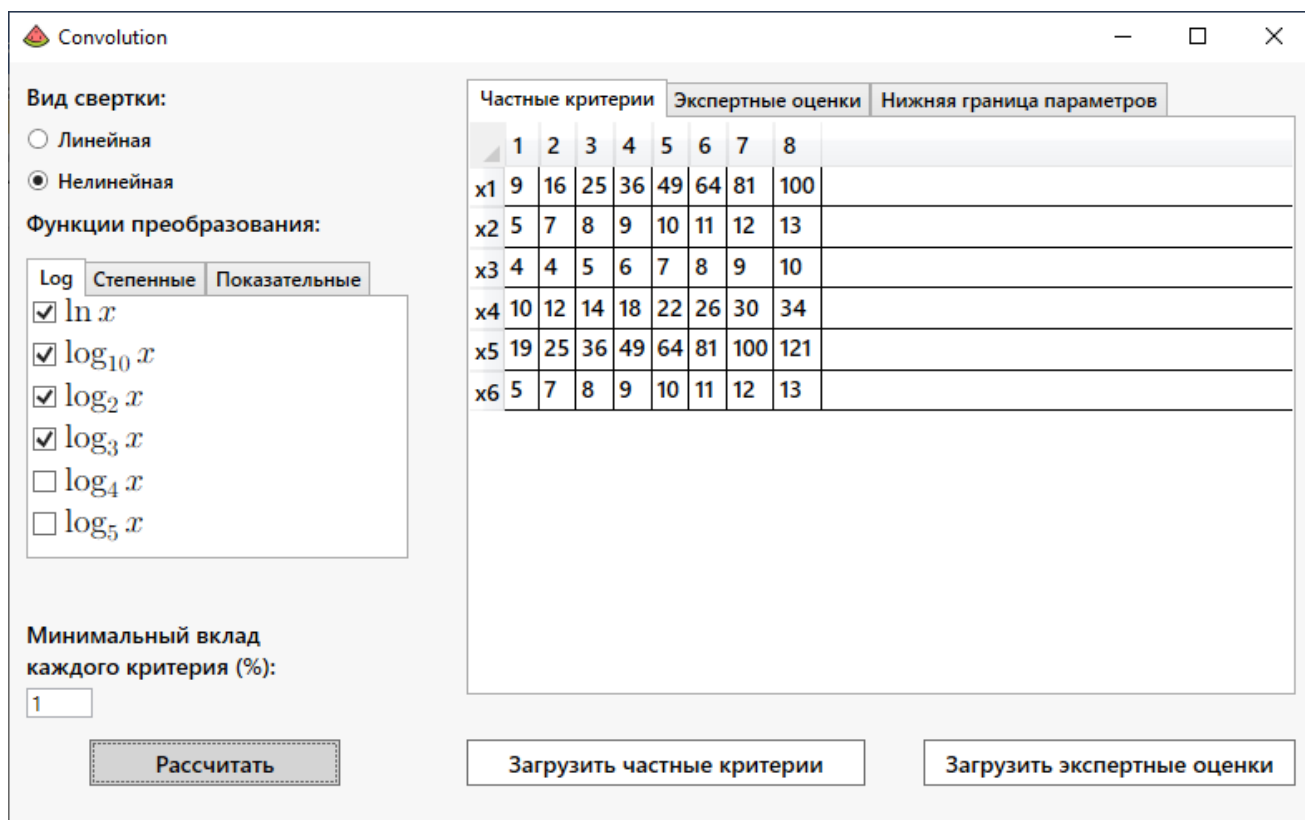 Convolution
Вид свертки:
Линейная
Нелинейная
Функции преобразования:
Log Степенные Показательные
ln x
log₁₀ x
log₂ x
log₃ x
log₄ x
log₅ x
Минимальный вклад
каждого критерия (%):
1
Рассчитать
Частные критерии Экспертные оценки Нижняя граница параметров
1 2 3 4 5 6 7 8
x1 9 16 25 36 49 64 81 100
x2 5 7 8 9 10 11 12 13
x3 4 4 5 6 7 8 9 10
x4 10 12 14 18 22 26 30 34
x5 19 25 36 49 64 81 100 121
x6 5 7 8 9 10 11 12 13
Загрузить частные критерии
Загрузить экспертные оценки